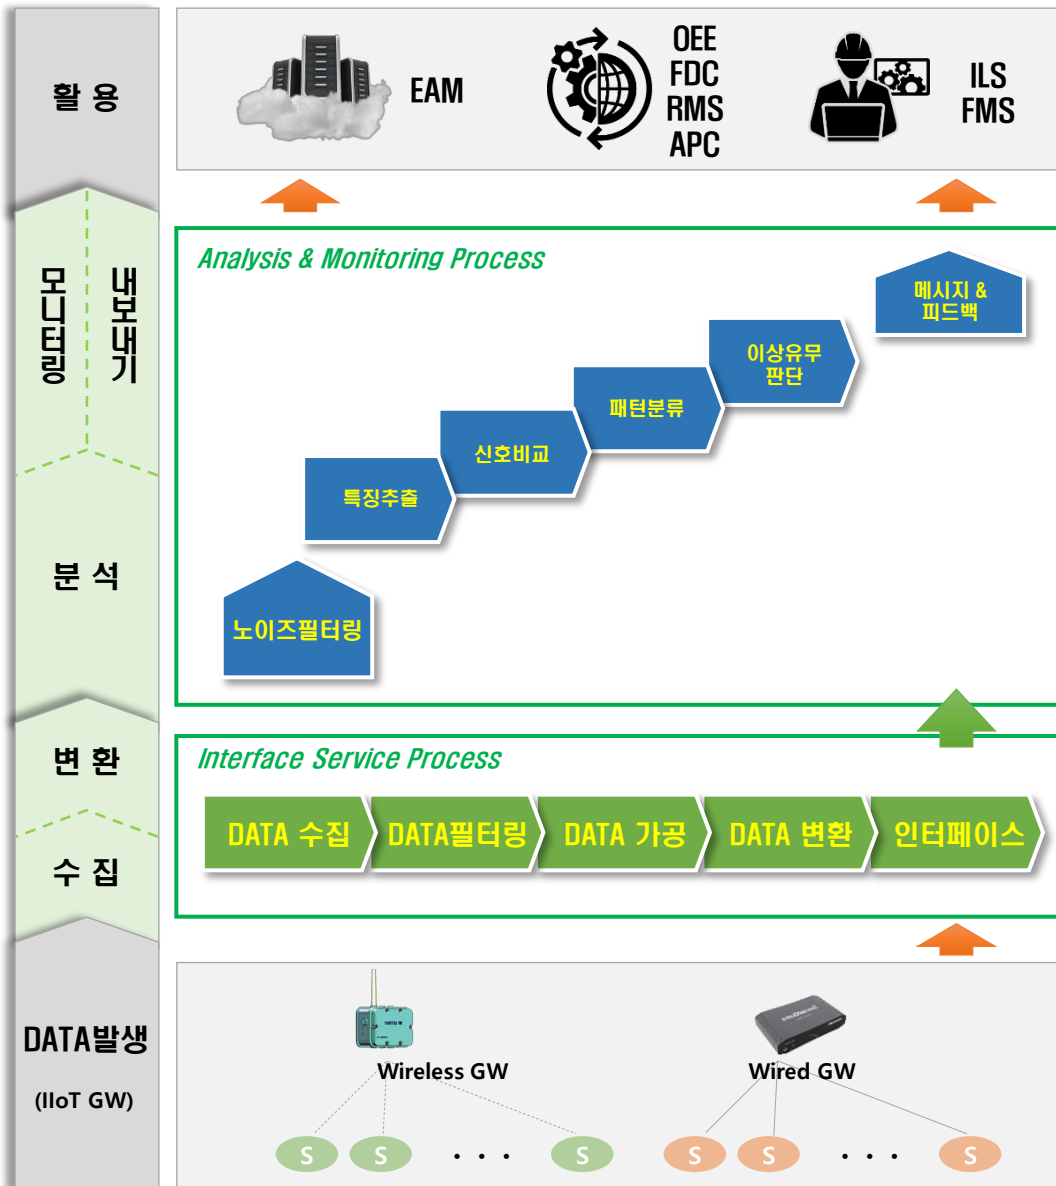 활 용
EAM
OEE
FDC
RMS
APC
ILS
FMS
모니터링
내보내기
Analysis & Monitoring Process
메시지 &
피드백
이상유무
판단
패턴분류
신호비교
특징추출
분 석
노이즈필터링
변 환
Interface Service Process
DATA 수집
DATA필터링
DATA 가공
DATA 변환
인터페이스
수 집
DATA발생
(IIoT GW)
Wireless GW
Wired GW
S S . . . S
S S . . . S